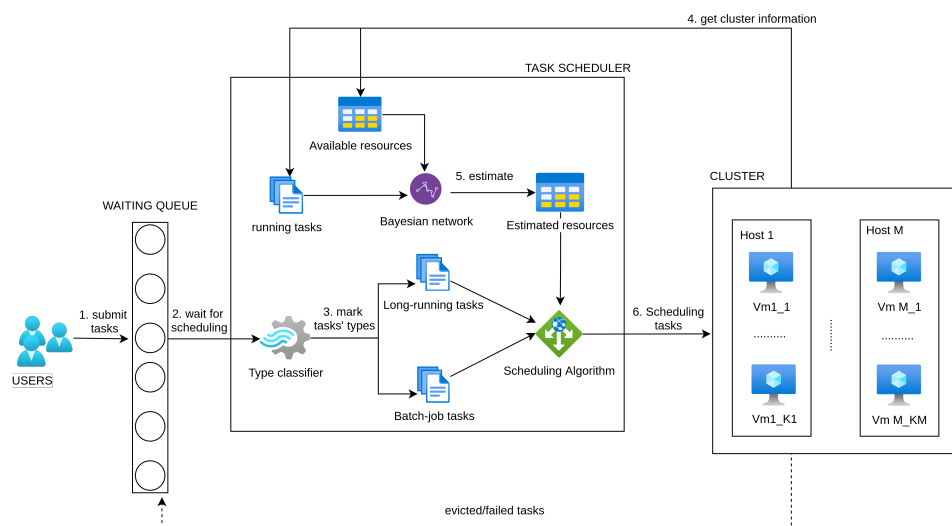 4. get cluster information
TASK SCHEDULER
Available resources
5. estimate
CLUSTER
WAITING QUEUE
running tasks
Bayesian network
Estimated resources
Host 1
Host M
1. submit
tasks
2. wait for
scheduling
3. mark
tasks' types
Long-running tasks
6. Scheduling
tasks
Vm1_1
Vm M_1
...........
...........
...........
USERS
Type classifier
Scheduling Algorithm
Batch-job tasks
Vm1_K1
Vm M_KM
evicted/failed tasks